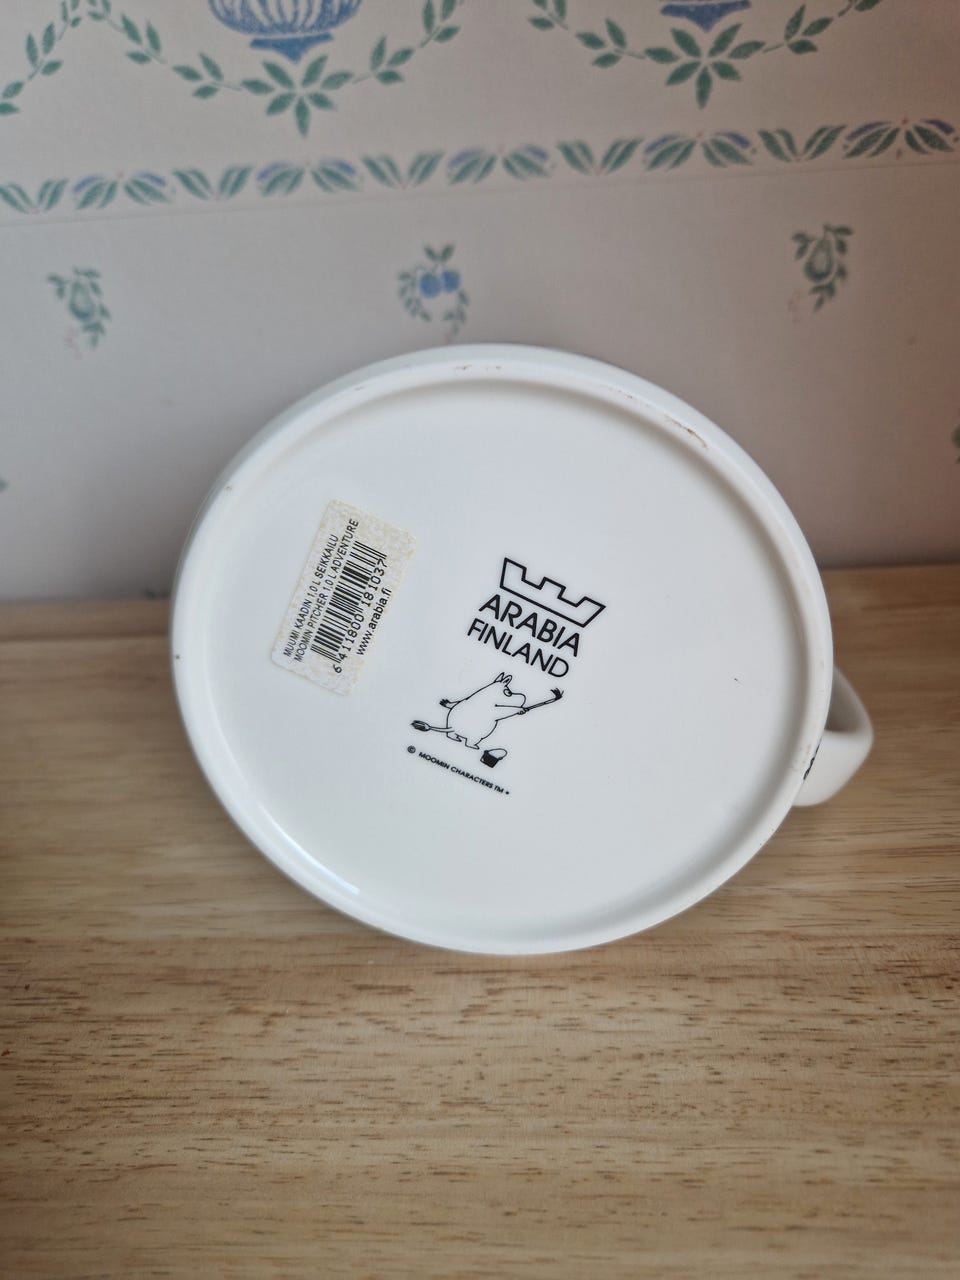 MUUMI KAADIN 1,0 L SEIKKAILU
MOOMIN PITCHER 1,0 L ADVENTURE
6 411800 181037
www.arabia.fi
ARABIA
FINLAND
© MOOMIN CHARACTERS TM